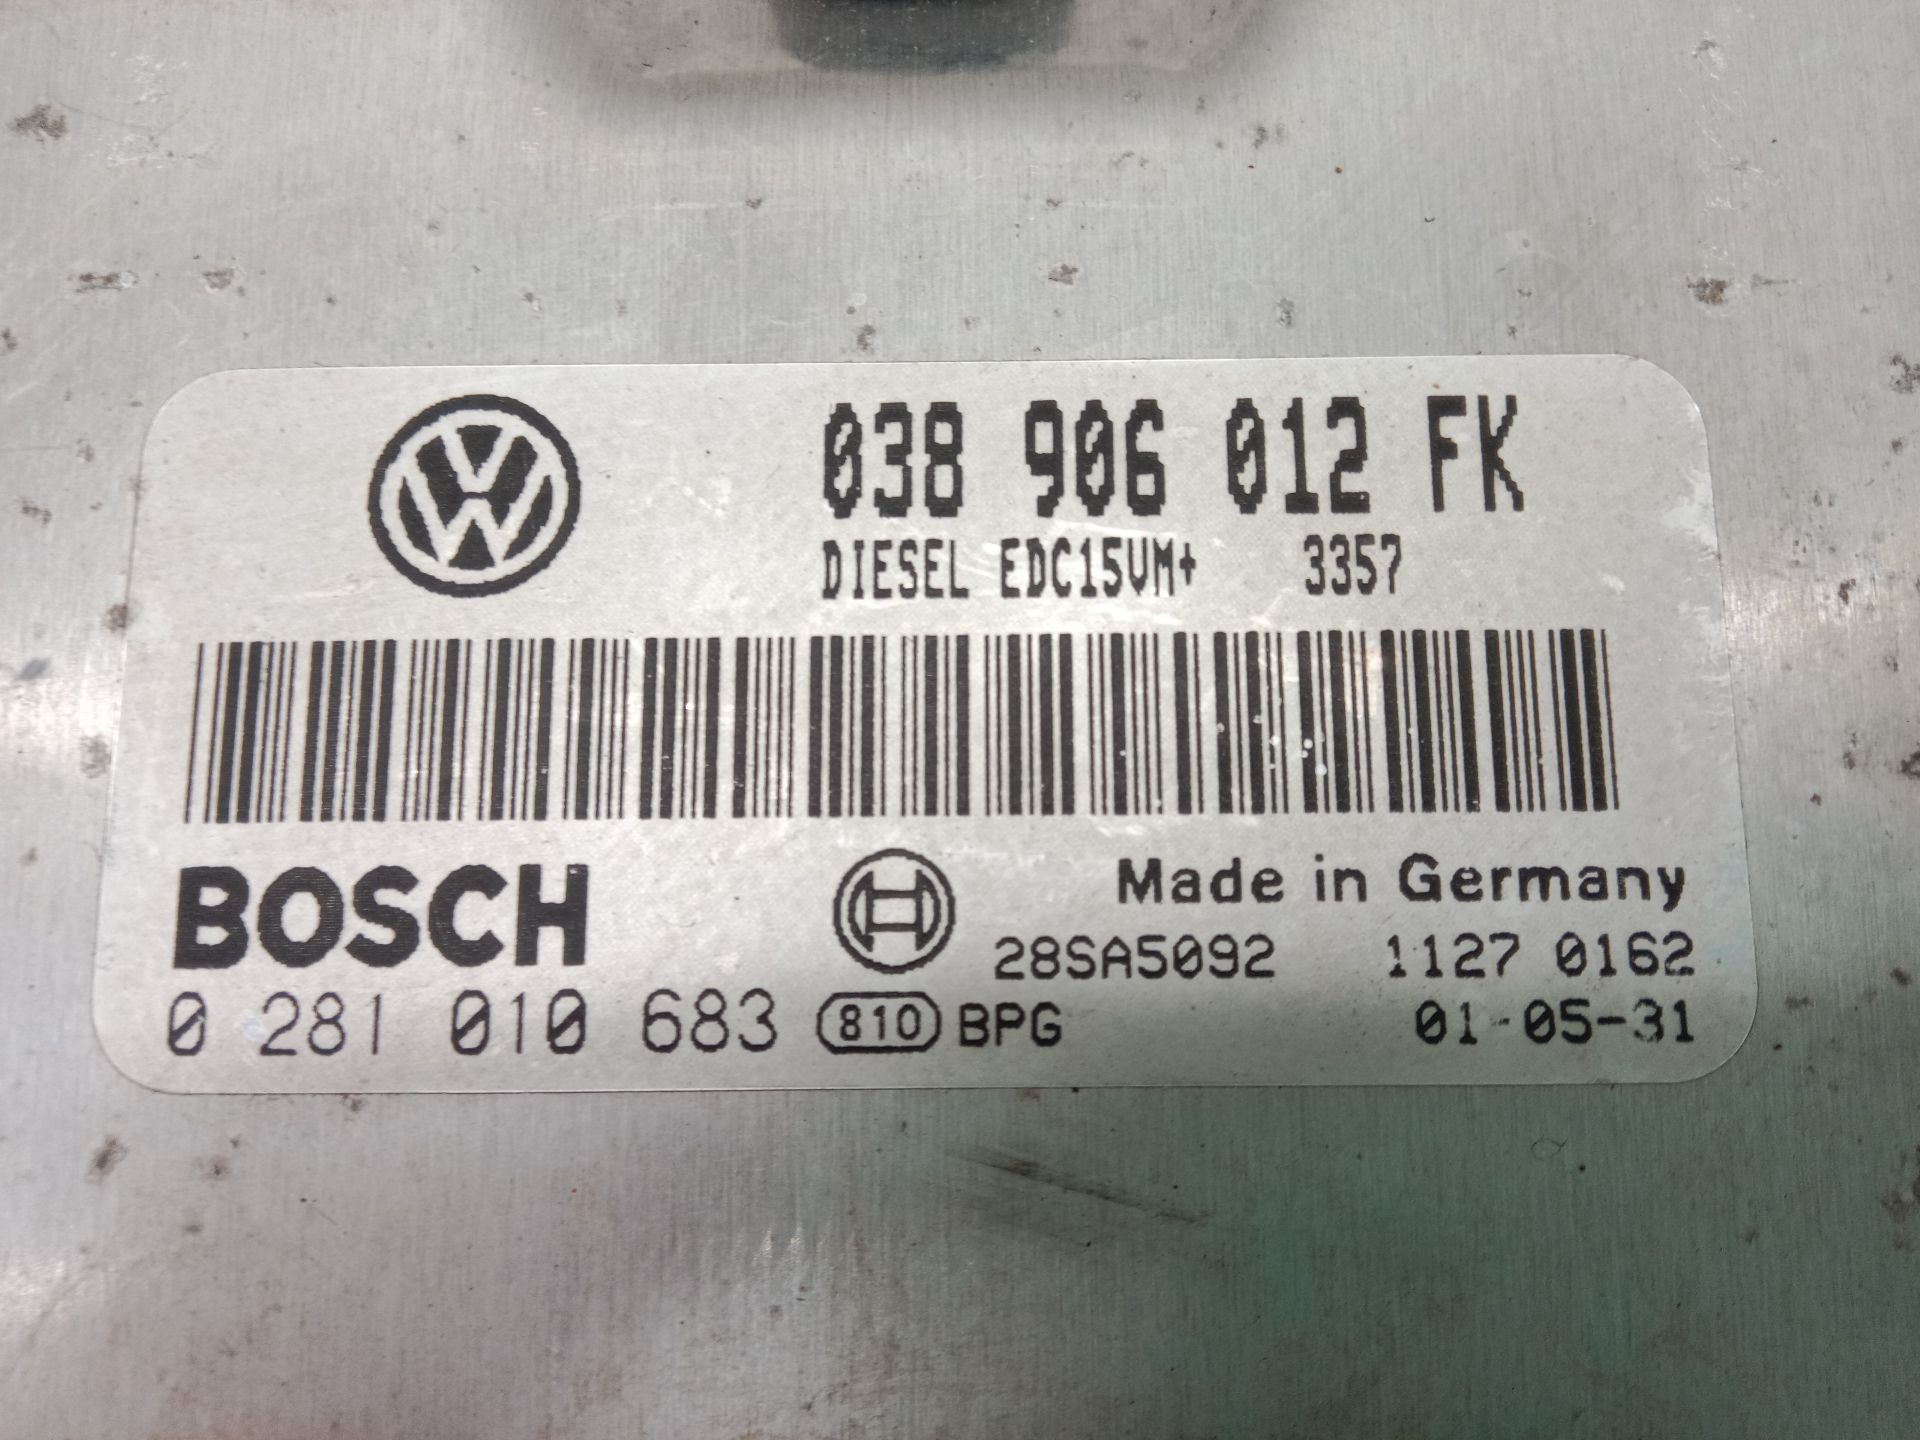 038 906 012 FK
DIESEL EDC15VM+ 3357
BOSCH
Made in Germany
28SA5092 1127 0162
0 281 010 683 810 BPG 01-05-31